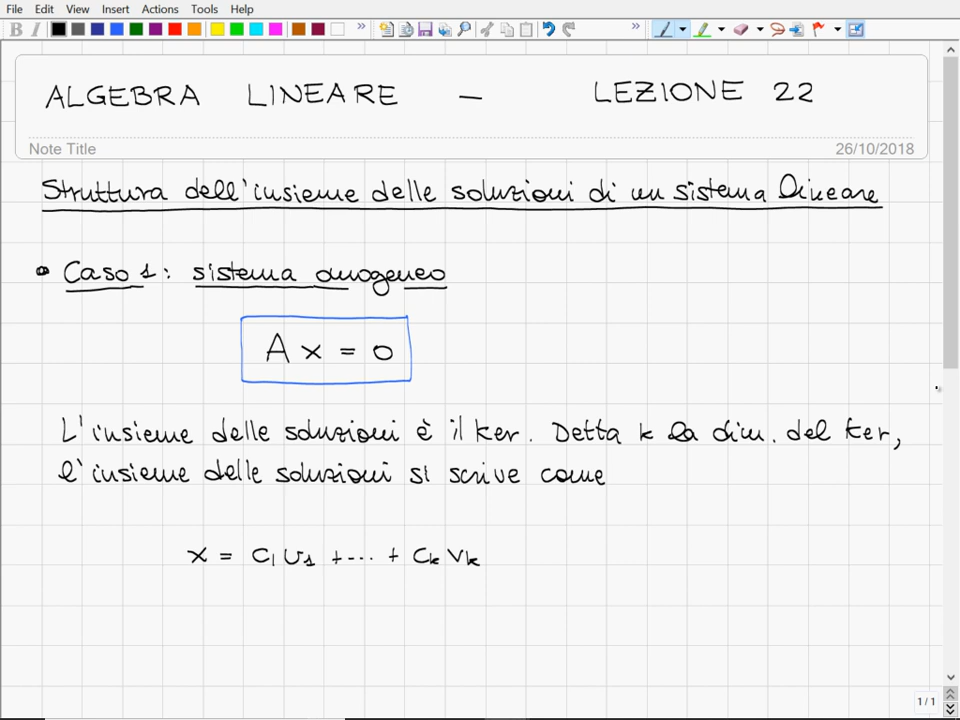 File Edit View Insert Actions Tools Help
B I
ALGEBRA LINEARE - LEZIONE 22
Note Title 26/10/2018
Struttura dell'insieme delle soluzioni di un sistema lineare
• Caso 1: sistema omogeneo
A x = 0
L'insieme delle soluzioni è il ker. Detta k la dim. del ker,
l'insieme delle soluzioni si scrive come
x = c₁ v₁ + ... + cₖ vₖ
1 / 1